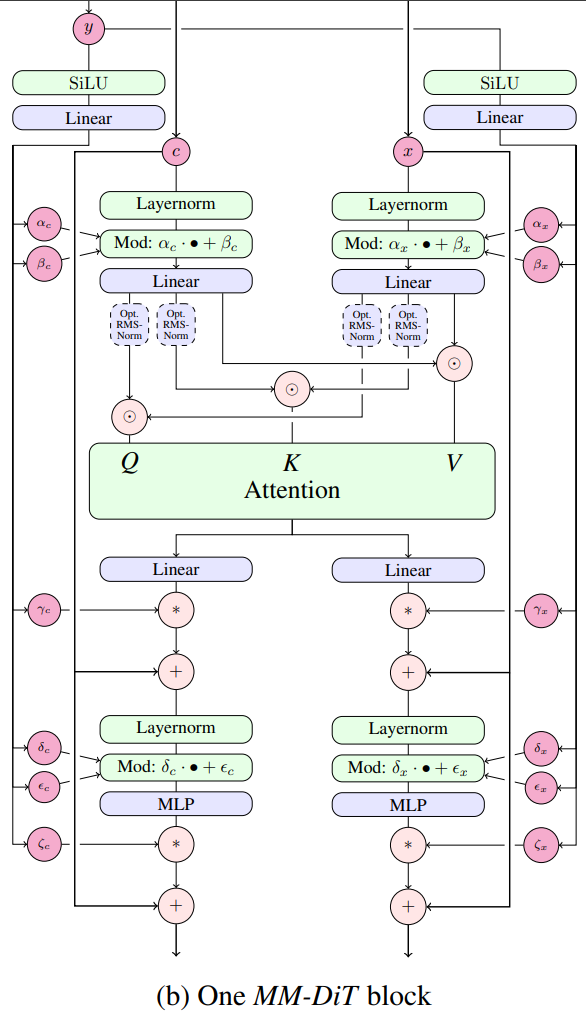 y
SiLU SiLU
Linear Linear
c x
Layernorm Layernorm
α_c α_x
Mod: α_c · • + β_c Mod: α_x · • + β_x
β_c β_x
Linear Linear
Opt. Opt. Opt. Opt.
RMS- RMS- RMS- RMS-
Norm Norm Norm Norm
⊙
⊙
⊙
Q K V
Attention
Linear Linear
γ_c * * γ_x
+ +
Layernorm Layernorm
δ_c δ_x
Mod: δ_c · • + ϵ_c Mod: δ_x · • + ϵ_x
ϵ_c ϵ_x
MLP MLP
ζ_c * * ζ_x
+ +
(b) One MM-DiT block